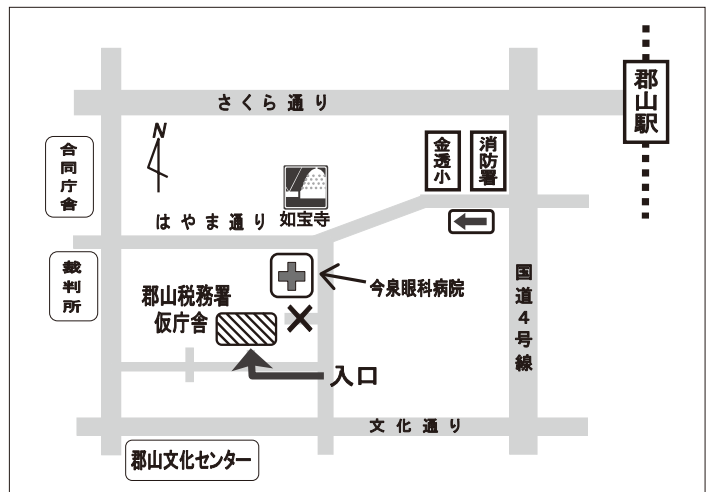 さくら通り
郡山駅
N
合同庁舎
金透小
消防署
如宝寺
はやま通り
裁判所
今泉眼科病院
国道4号線
郡山税務署
仮庁舎
入口
文化通り
郡山文化センター